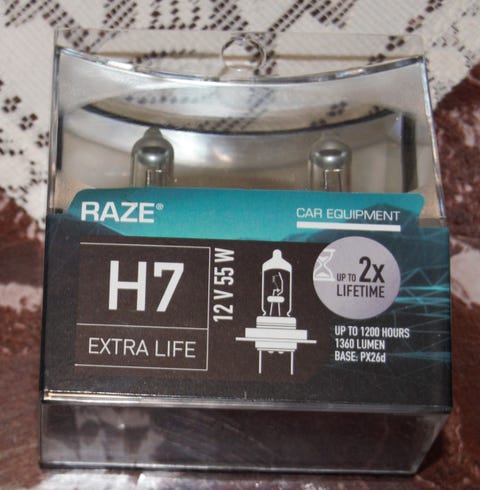 RAZE®
CAR EQUIPMENT
H7
EXTRA LIFE
12 V 55 W
UP TO 2x
LIFETIME
UP TO 1200 HOURS
1360 LUMEN
BASE: PX26d